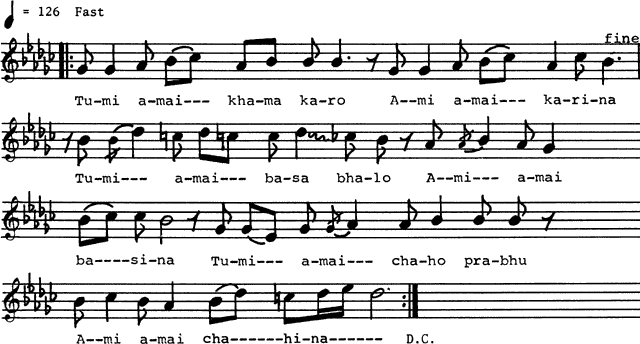 = 126 Fast
fine
Tu-mi a-mai--- kha-ma ka-ro A--mi a-mai--- ka-ri-na
Tu-mi--- a-mai--- ba-sa bha-lo A--mi--- a-mai
ba----si-na Tu-mi--- a-mai--- cha-ho pra-bhu
A--mi a-mai cha------hi-na------ D.C.